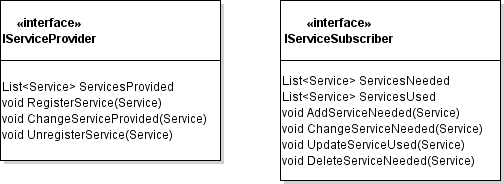 «interface»
IServiceProvider
List<Service> ServicesProvided
void RegisterService(Service)
void ChangeServiceProvided(Service)
void UnregisterService(Service)
«interface»
IServiceSubscriber
List<Service> ServicesNeeded
List<Service> ServicesUsed
void AddServiceNeeded(Service)
void ChangeServiceNeeded(Service)
void UpdateServiceUsed(Service)
void DeleteServiceNeeded(Service)